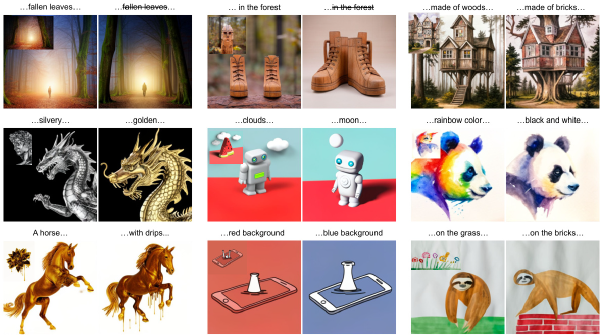 ...fallen leaves...
...fallen leaves...
... in the forest
...in the forest
...made of woods...
...made of bricks...
...silvery...
...golden...
...clouds...
...moon...
...rainbow color...
...black and white...
A horse...
...with drips...
...red background
...blue background
...on the grass...
...on the bricks...